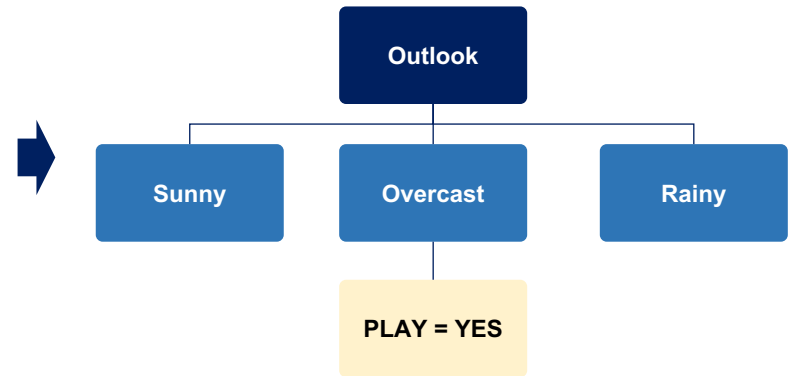 Outlook
Sunny
Overcast
Rainy
PLAY = YES